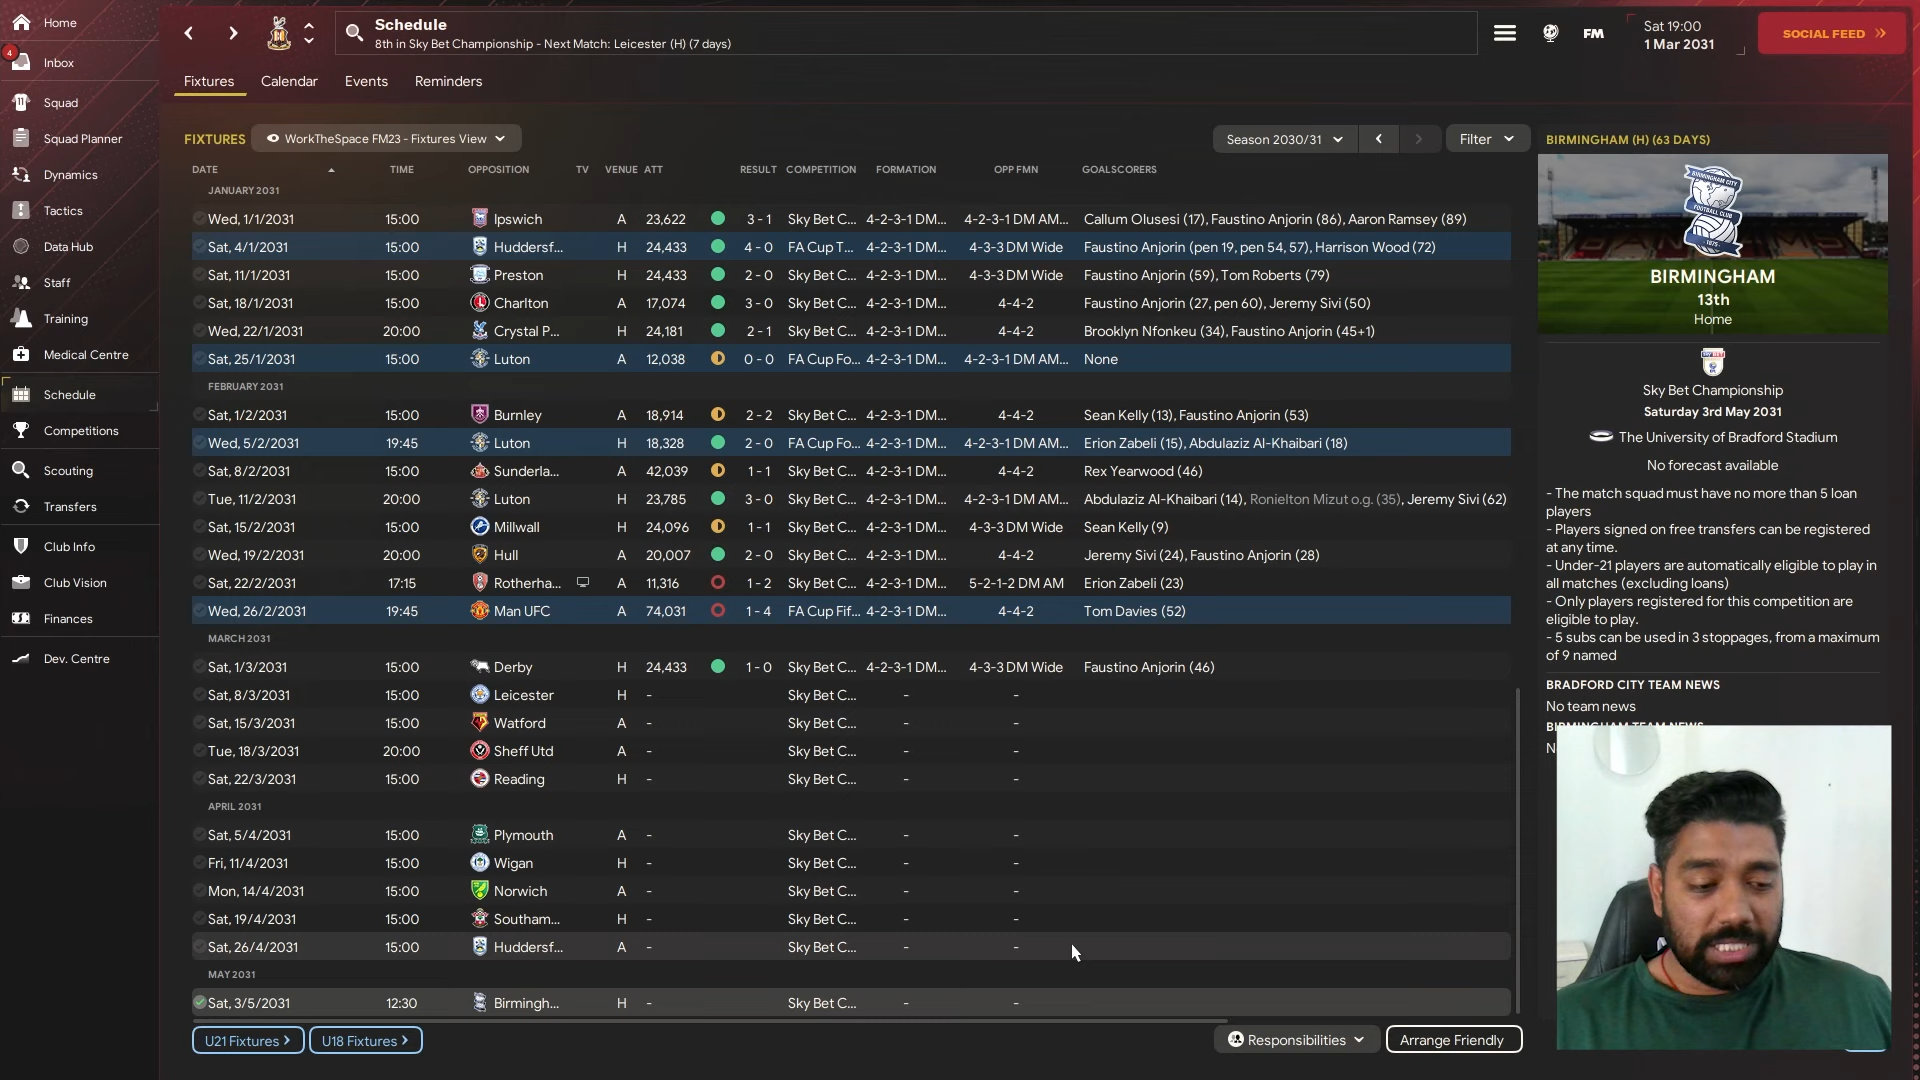 Home
4
Inbox
Squad
Squad Planner
Dynamics
Tactics
Data Hub
Staff
Training
Medical Centre
Schedule
Competitions
Scouting
Transfers
Club Info
Club Vision
Finances
Dev. Centre
Schedule
8th in Sky Bet Championship - Next Match: Leicester (H) (7 days)
FM
Sat 19:00
1 Mar 2031
SOCIAL FEED
Fixtures Calendar Events Reminders
FIXTURES WorkTheSpace FM23 - Fixtures View Season 2030/31 Filter
DATE TIME OPPOSITION TV VENUE ATT RESULT COMPETITION FORMATION OPP FMN GOALSCORERS
JANUARY 2031
Wed, 1/1/2031 15:00 Ipswich A 23,622 3 - 1 Sky Bet C... 4-2-3-1 DM... 4-2-3-1 DM AM... Callum Olusesi (17), Faustino Anjorin (86), Aaron Ramsey (89)
Sat, 4/1/2031 15:00 Huddersf... H 24,433 4 - 0 FA Cup T... 4-2-3-1 DM... 4-3-3 DM Wide Faustino Anjorin (pen 19, pen 54, 57), Harrison Wood (72)
Sat, 11/1/2031 15:00 Preston H 24,433 2 - 0 Sky Bet C... 4-2-3-1 DM... 4-3-3 DM Wide Faustino Anjorin (59), Tom Roberts (79)
Sat, 18/1/2031 15:00 Charlton A 17,074 3 - 0 Sky Bet C... 4-2-3-1 DM... 4-4-2 Faustino Anjorin (27, pen 60), Jeremy Sivi (50)
Wed, 22/1/2031 20:00 Crystal P... H 24,181 2 - 1 Sky Bet C... 4-2-3-1 DM... 4-4-2 Brooklyn Nfonkeu (34), Faustino Anjorin (45+1)
Sat, 25/1/2031 15:00 Luton A 12,038 0 - 0 FA Cup Fo... 4-2-3-1 DM... 4-2-3-1 DM AM... None
FEBRUARY 2031
Sat, 1/2/2031 15:00 Burnley A 18,914 2 - 2 Sky Bet C... 4-2-3-1 DM... 4-4-2 Sean Kelly (13), Faustino Anjorin (53)
Wed, 5/2/2031 19:45 Luton H 18,328 2 - 0 FA Cup Fo... 4-2-3-1 DM... 4-2-3-1 DM AM... Erion Zabeli (15), Abdulaziz Al-Khaibari (18)
Sat, 8/2/2031 15:00 Sunderla... A 42,039 1 - 1 Sky Bet C... 4-2-3-1 DM... 4-4-2 Rex Yearwood (46)
Tue, 11/2/2031 20:00 Luton H 23,785 3 - 0 Sky Bet C... 4-2-3-1 DM... 4-2-3-1 DM AM... Abdulaziz Al-Khaibari (14), Ronielton Mizut o.g. (35), Jeremy Sivi (62)
Sat, 15/2/2031 15:00 Millwall H 24,096 1 - 1 Sky Bet C... 4-2-3-1 DM... 4-3-3 DM Wide Sean Kelly (9)
Wed, 19/2/2031 20:00 Hull A 20,007 2 - 0 Sky Bet C... 4-2-3-1 DM... 4-4-2 Jeremy Sivi (24), Faustino Anjorin (28)
Sat, 22/2/2031 17:15 Rotherha... A 11,316 1 - 2 Sky Bet C... 4-2-3-1 DM... 5-2-1-2 DM AM Erion Zabeli (23)
Wed, 26/2/2031 19:45 Man UFC A 74,031 1 - 4 FA Cup Fif... 4-2-3-1 DM... 4-4-2 Tom Davies (52)
MARCH 2031
Sat, 1/3/2031 15:00 Derby H 24,433 1 - 0 Sky Bet C... 4-2-3-1 DM... 4-3-3 DM Wide Faustino Anjorin (46)
Sat, 8/3/2031 15:00 Leicester H - Sky Bet C... - -
Sat, 15/3/2031 15:00 Watford A - Sky Bet C... - -
Tue, 18/3/2031 20:00 Sheff Utd A - Sky Bet C... - -
Sat, 22/3/2031 15:00 Reading H - Sky Bet C... - -
APRIL 2031
Sat, 5/4/2031 15:00 Plymouth A - Sky Bet C... - -
Fri, 11/4/2031 15:00 Wigan H - Sky Bet C... - -
Mon, 14/4/2031 15:00 Norwich A - Sky Bet C... - -
Sat, 19/4/2031 15:00 Southam... H - Sky Bet C... - -
Sat, 26/4/2031 15:00 Huddersf... A - Sky Bet C... - -
MAY 2031
Sat, 3/5/2031 12:30 Birmingh... H - Sky Bet C... - -
U21 Fixtures U18 Fixtures Responsibilities Arrange Friendly
BIRMINGHAM (H) (63 DAYS)
BIRMINGHAM CITY
FOOTBALL CLUB
1875
BIRMINGHAM
13th
Home
Sky Bet Championship
Saturday 3rd May 2031
The University of Bradford Stadium
No forecast available
- The match squad must have no more than 5 loan
players
- Players signed on free transfers can be registered
at any time.
- Under-21 players are automatically eligible to play in
all matches (excluding loans)
- Only players registered for this competition are
eligible to play.
- 5 subs can be used in 3 stoppages, from a maximum
of 9 named
BRADFORD CITY TEAM NEWS
No team news
BIRMINGHAM TEAM NEWS